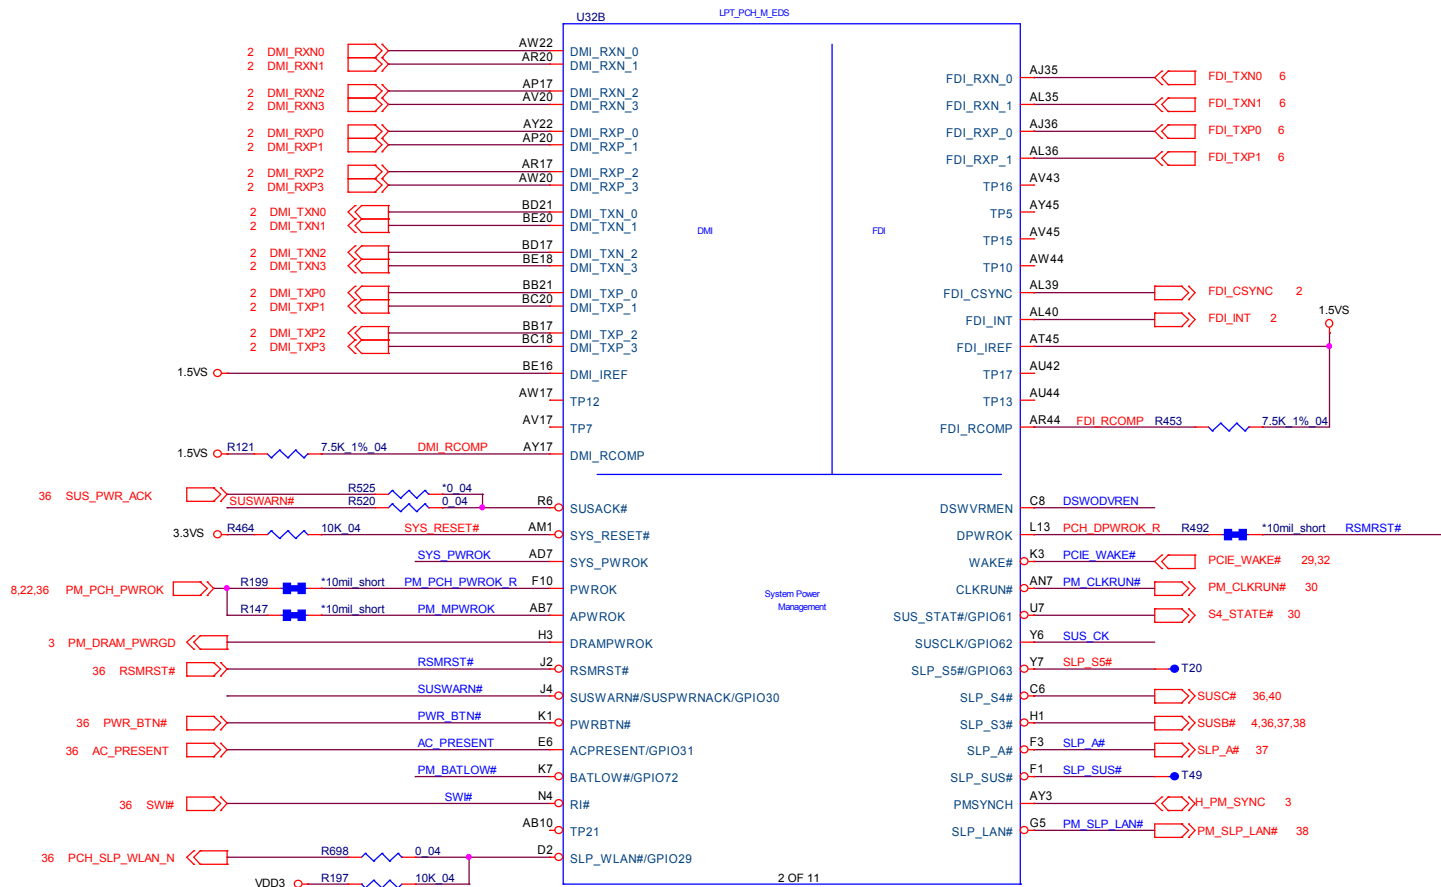 U32B LPT_PCH_M_EDS
2 DMI_RXN0 AW22 DMI_RXN_0
2 DMI_RXN1 AR20 DMI_RXN_1
2 DMI_RXN2 AP17 DMI_RXN_2
2 DMI_RXN3 AV20 DMI_RXN_3
2 DMI_RXP0 AY22 DMI_RXP_0
2 DMI_RXP1 AP20 DMI_RXP_1
2 DMI_RXP2 AR17 DMI_RXP_2
2 DMI_RXP3 AW20 DMI_RXP_3
2 DMI_TXN0 BD21 DMI_TXN_0
2 DMI_TXN1 BE20 DMI_TXN_1
2 DMI_TXN2 BD17 DMI_TXN_2
2 DMI_TXN3 BE18 DMI_TXN_3
2 DMI_TXP0 BB21 DMI_TXP_0
2 DMI_TXP1 BC20 DMI_TXP_1
2 DMI_TXP2 BB17 DMI_TXP_2
2 DMI_TXP3 BC18 DMI_TXP_3
1.5VS BE16 DMI_IREF
AW17 TP12
AV17 TP7
1.5VS R121 7.5K_1%_04 DMI_RCOMP AY17 DMI_RCOMP
DMI
FDI
FDI_RXN_0 AJ35 FDI_TXN0 6
FDI_RXN_1 AL35 FDI_TXN1 6
FDI_RXP_0 AJ36 FDI_TXP0 6
FDI_RXP_1 AL36 FDI_TXP1 6
TP16 AV43
TP5 AY45
TP15 AV45
TP10 AW44
FDI_CSYNC AL39 FDI_CSYNC 2
FDI_INT AL40 FDI_INT 2
1.5VS
FDI_IREF AT45
TP17 AU42
TP13 AU44
FDI_RCOMP AR44 FDI_RCOMP R453 7.5K_1%_04
36 SUS_PWR_ACK R525 *0_04
SUSWARN# R520 0_04 R6 SUSACK#
3.3VS R464 10K_04 SYS_RESET# AM1 SYS_RESET#
SYS_PWROK AD7 SYS_PWROK
8,22,36 PM_PCH_PWROK R199 *10mil_short PM_PCH_PWROK_R F10 PWROK
R147 *10mil_short PM_MPWROK AB7 APWROK
3 PM_DRAM_PWRGD H3 DRAMPWROK
36 RSMRST# RSMRST# J2 RSMRST#
SUSWARN# J4 SUSWARN#/SUSPWRNACK/GPIO30
36 PWR_BTN# PWR_BTN# K1 PWRBTN#
36 AC_PRESENT AC_PRESENT E6 ACPRESENT/GPIO31
PM_BATLOW# K7 BATLOW#/GPIO72
36 SWI# SWI# N4 RI#
AB10 TP21
36 PCH_SLP_WLAN_N R698 0_04 D2 SLP_WLAN#/GPIO29
VDD3 R197 10K_04
System Power
Management
DSWVRMEN C8 DSWODVREN
DPWROK L13 PCH_DPWROK_R R492 *10mil_short RSMRST#
WAKE# K3 PCIE_WAKE# PCIE_WAKE# 29,32
CLKRUN# AN7 PM_CLKRUN# PM_CLKRUN# 30
SUS_STAT#/GPIO61 U7 S4_STATE# 30
SUSCLK/GPIO62 Y6 SUS_CK
SLP_S5#/GPIO63 Y7 SLP_S5# T20
SLP_S4# C6 SUSC# 36,40
SLP_S3# H1 SUSB# 4,36,37,38
SLP_A# F3 SLP_A# SLP_A# 37
SLP_SUS# F1 SLP_SUS# T49
PMSYNCH AY3 H_PM_SYNC 3
SLP_LAN# G5 PM_SLP_LAN# PM_SLP_LAN# 38
2 OF 11